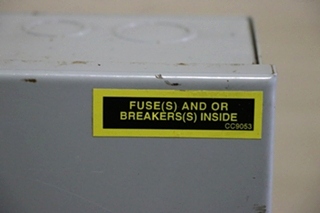 FUSE(S) AND OR
BREAKERS(S) INSIDE
CC9053